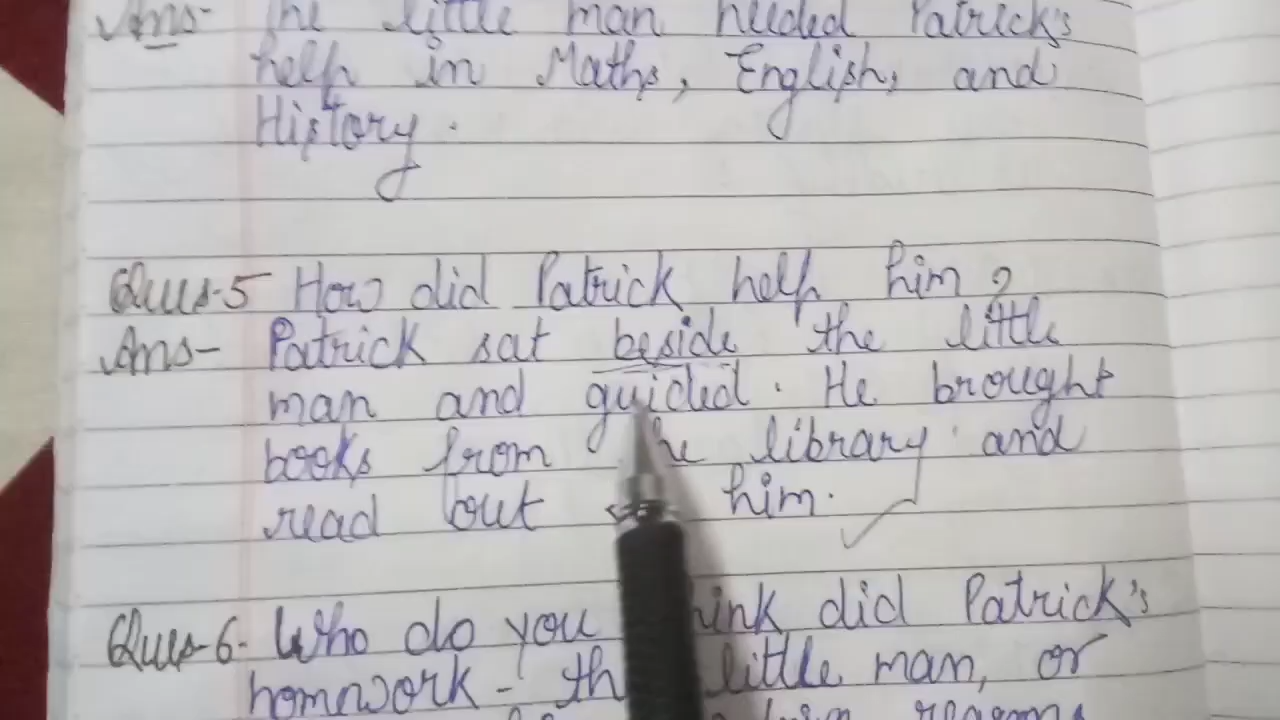 Ans- The little man needed Patrick's
help in Maths, English, and
History.
Ques-5 How did Patrick help him ?
Ans- Patrick sat beside the little
man and guided. He brought
books from the library and
read out him.
Ques-6- Who do you think did Patrick's
homework - the little man, or
reasons